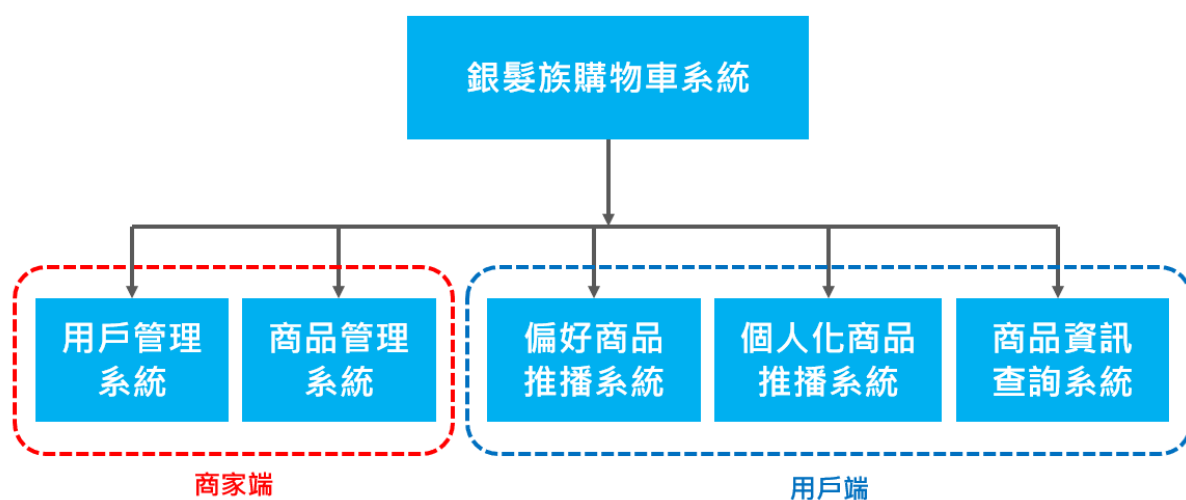 銀髮族購物車系統
用戶管理
系統
商品管理
系統
偏好商品
推播系統
個人化商品
推播系統
商品資訊
查詢系統
商家端
用戶端